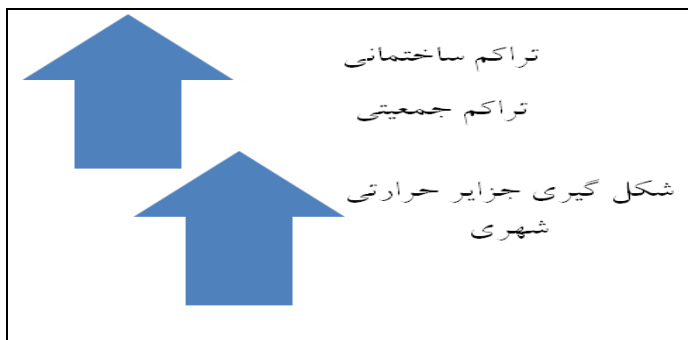 تراکم ساختمانی
تراکم جمعیتی
شکل گیری جزایر حرارتی
شهری